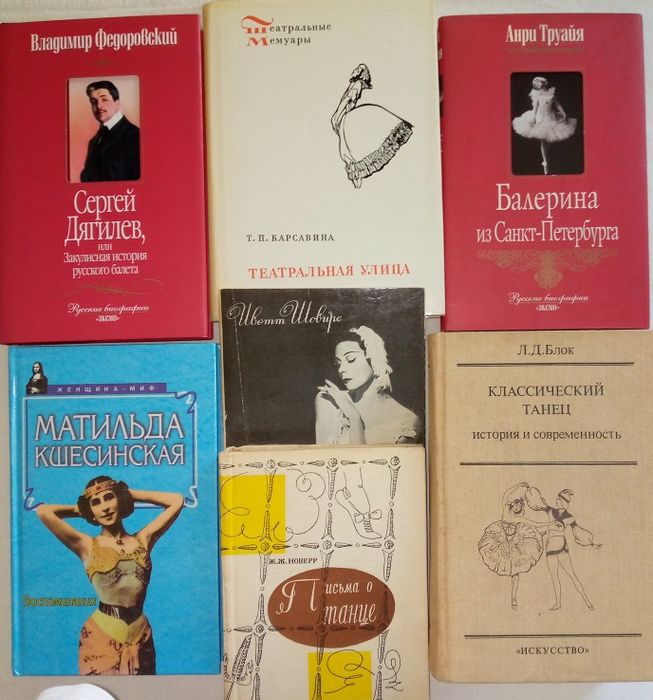 Владимир Федоровский
Сергей
Дягилев,
или
Закулисная история
русского балета
Русские биографии
«ЭКСМО»
Театральные
Мемуары
Т. П. КАРСАВИНА
ТЕАТРАЛЬНАЯ УЛИЦА
Анри Труайя
Балерина
из Санкт-Петербурга
Русские биографии
«ЭКСМО»
ЖЕНЩИНА-МИФ
МАТИЛЬДА
КШЕСИНСКАЯ
Воспоминания
Иветт Шовире
Ж. Ж. НОВЕРР
Письма о
танце
Л.Д.Блок
КЛАССИЧЕСКИЙ
ТАНЕЦ
история и современность
«ИСКУССТВО»